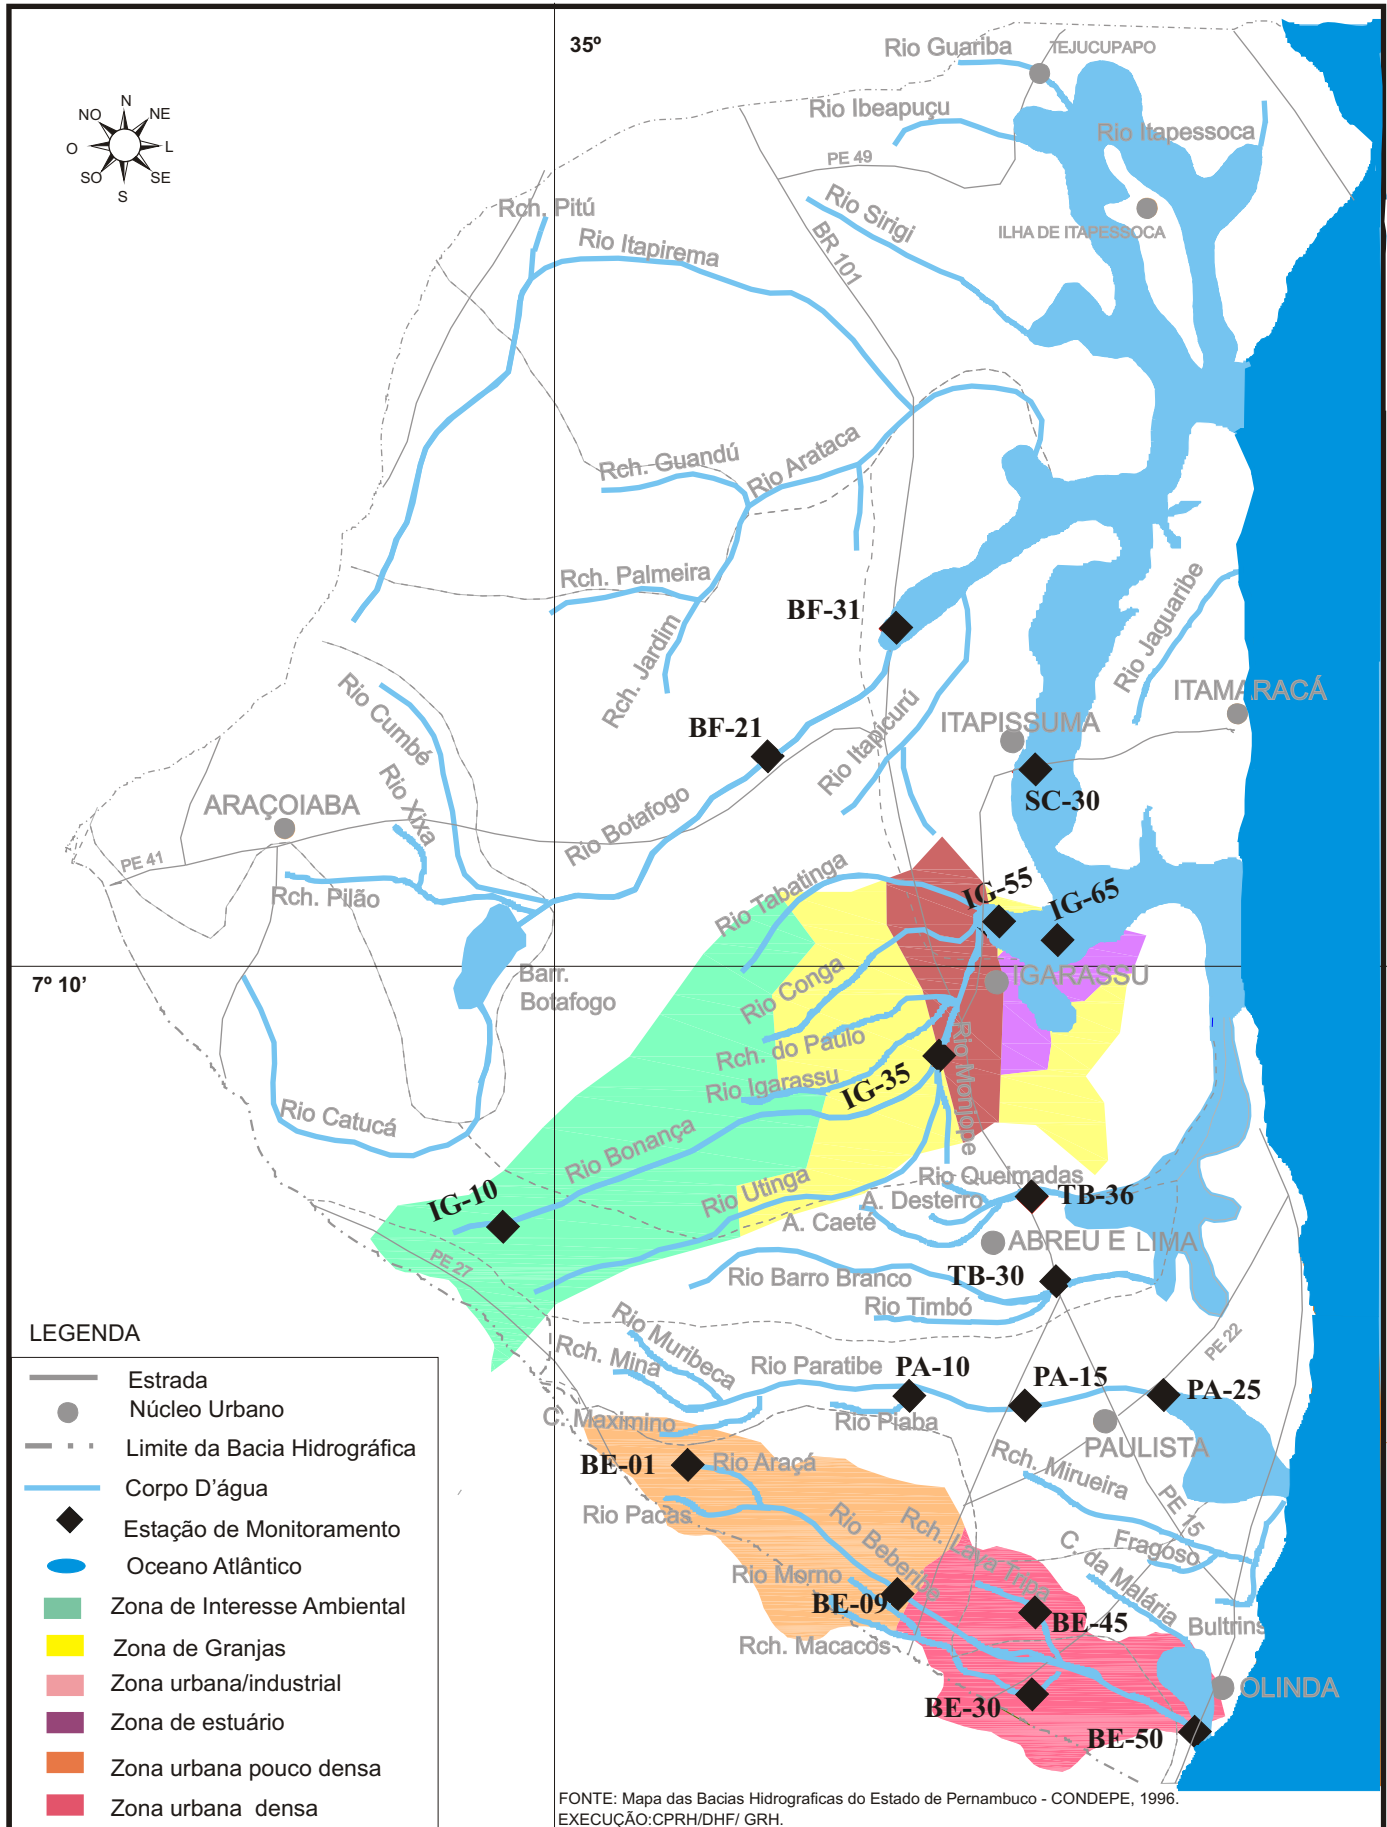 35º
Rio Guariba
TEJUCUPAPO
N
NO
NE
O
L
SO
SE
S
Rio Ibeapuçu
Rio Itapessoca
PE 49
Rio Sirigi
Rch. Pitú
Rio Itapirema
BR 101
ILHA DE ITAPESSOCA
Rch. Guandú
Rio Arataca
Rch. Palmeira
BF-31
Rio Jaguaribe
Rch. Jardim
ITAMARACÁ
Rio Cumbé
BF-21
Rio Itapicurú
ITAPISSUMA
Rio Xixa
SC-30
ARAÇOIABA
Rio Botafogo
PE 41
Rch. Pilão
Rio Tabatinga
IG-55
IG-65
7º 10’
Barr.
Botafogo
Rio Conga
IGARASSU
Rch. do Paulo
Rio Monjope
Rio Igarassu
IG-35
Rio Catucá
Rio Bonança
Rio Queimadas
IG-10
Rio Utinga
A. Desterro
TB-36
A. Caeté
ABREU E LIMA
PE 27
Rio Barro Branco
TB-30
Rio Timbó
PE 22
Rio Muribeca
Rch. Mina
Rio Paratibe
PA-10
PA-15
PA-25
C. Maximino
Rio Piaba
PAULISTA
BE-01
Rio Araçá
Rch. Mirueira
Rio Pacas
PE 15
Rio Beberibe
Rch. Lava Tripa
Fragoso
C. da Malária
Rio Morno
BE-09
BE-45
Bultrins
Rch. Macacos
OLINDA
BE-30
BE-50
LEGENDA
Estrada
Núcleo Urbano
Limite da Bacia Hidrográfica
Corpo D’água
Estação de Monitoramento
Oceano Atlântico
Zona de Interesse Ambiental
Zona de Granjas
Zona urbana/industrial
Zona de estuário
Zona urbana pouco densa
Zona urbana densa
FONTE: Mapa das Bacias Hidrograficas do Estado de Pernambuco - CONDEPE, 1996.
EXECUÇÃO:CPRH/DHF/ GRH.